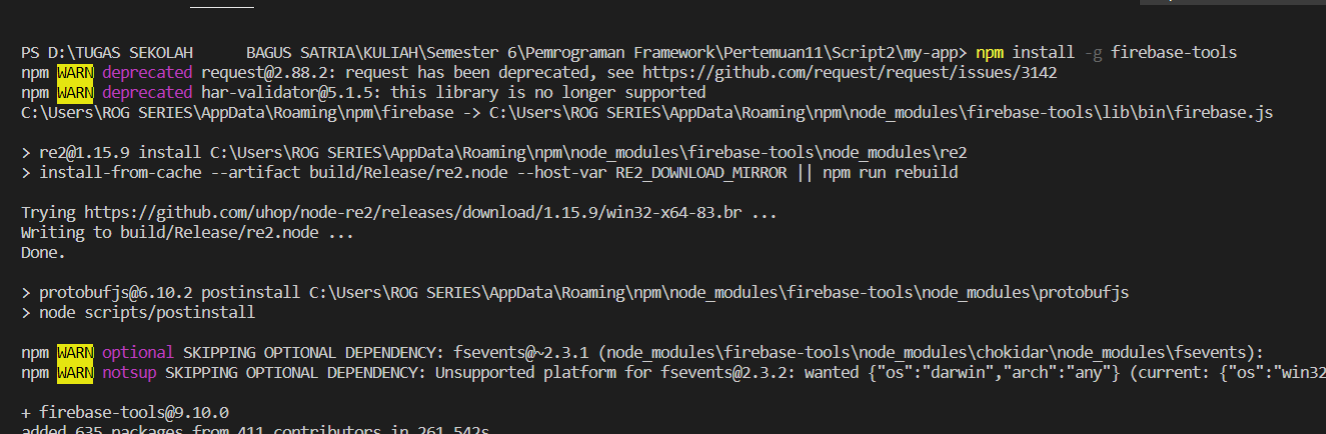 PS D:\TUGAS SEKOLAH      BAGUS SATRIA\KULIAH\Semester 6\Pemrograman Framework\Pertemuan11\Script2\my-app> npm install -g firebase-tools
npm WARN deprecated request@2.88.2: request has been deprecated, see https://github.com/request/request/issues/3142
npm WARN deprecated har-validator@5.1.5: this library is no longer supported
C:\Users\ROG SERIES\AppData\Roaming\npm\firebase -> C:\Users\ROG SERIES\AppData\Roaming\npm\node_modules\firebase-tools\lib\bin\firebase.js
> re2@1.15.9 install C:\Users\ROG SERIES\AppData\Roaming\npm\node_modules\firebase-tools\node_modules\re2
> install-from-cache --artifact build/Release/re2.node --host-var RE2_DOWNLOAD_MIRROR || npm run rebuild
Trying https://github.com/uhop/node-re2/releases/download/1.15.9/win32-x64-83.br ...
Writing to build/Release/re2.node ...
Done.
> protobufjs@6.10.2 postinstall C:\Users\ROG SERIES\AppData\Roaming\npm\node_modules\firebase-tools\node_modules\protobufjs
> node scripts/postinstall
npm WARN optional SKIPPING OPTIONAL DEPENDENCY: fsevents@~2.3.1 (node_modules\firebase-tools\node_modules\chokidar\node_modules\fsevents):
npm WARN notsup SKIPPING OPTIONAL DEPENDENCY: Unsupported platform for fsevents@2.3.2: wanted {"os":"darwin","arch":"any"} (current: {"os":"win32
+ firebase-tools@9.10.0
added 635 packages from 411 contributors in 261.542s